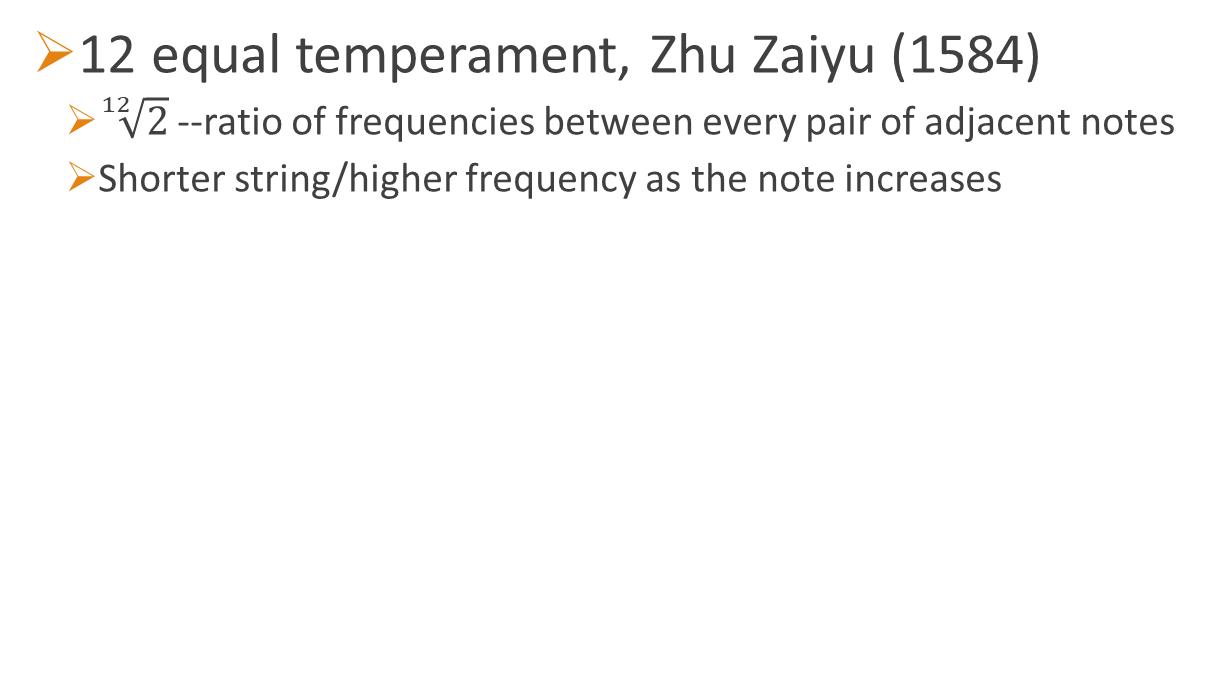 ➢12 equal temperament, Zhu Zaiyu (1584)
➢ ¹²√2 --ratio of frequencies between every pair of adjacent notes
➢Shorter string/higher frequency as the note increases